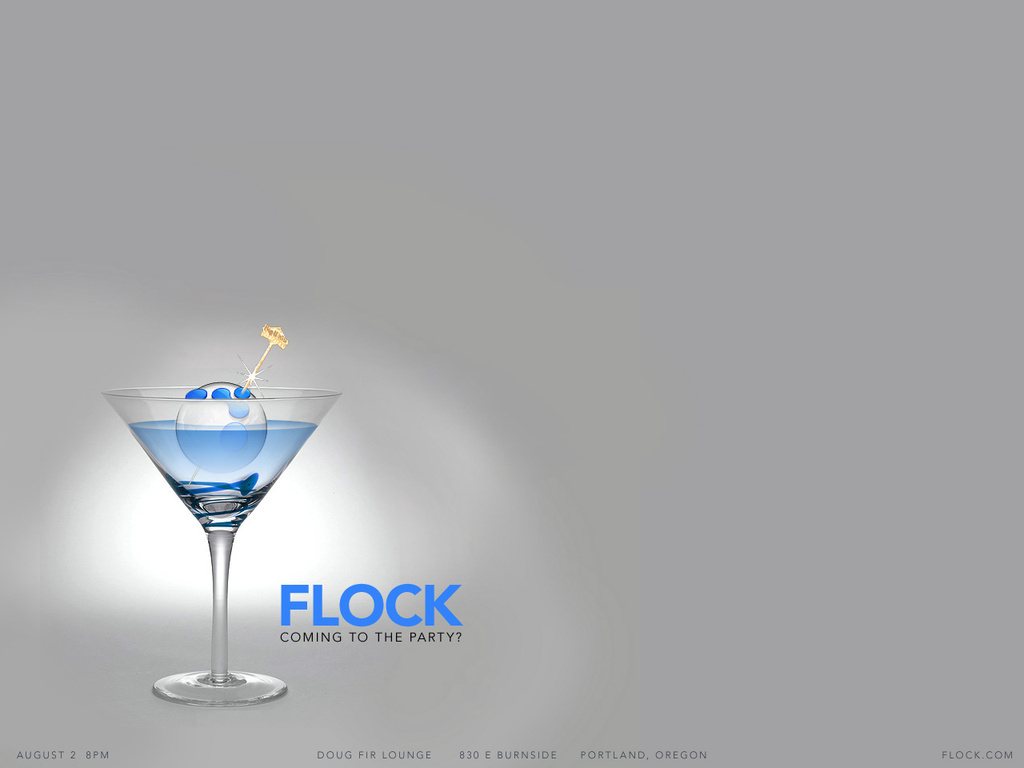 FLOCK
COMING TO THE PARTY?
AUGUST 2 8PM DOUG FIR LOUNGE 830 E BURNSIDE PORTLAND, OREGON FLOCK.COM